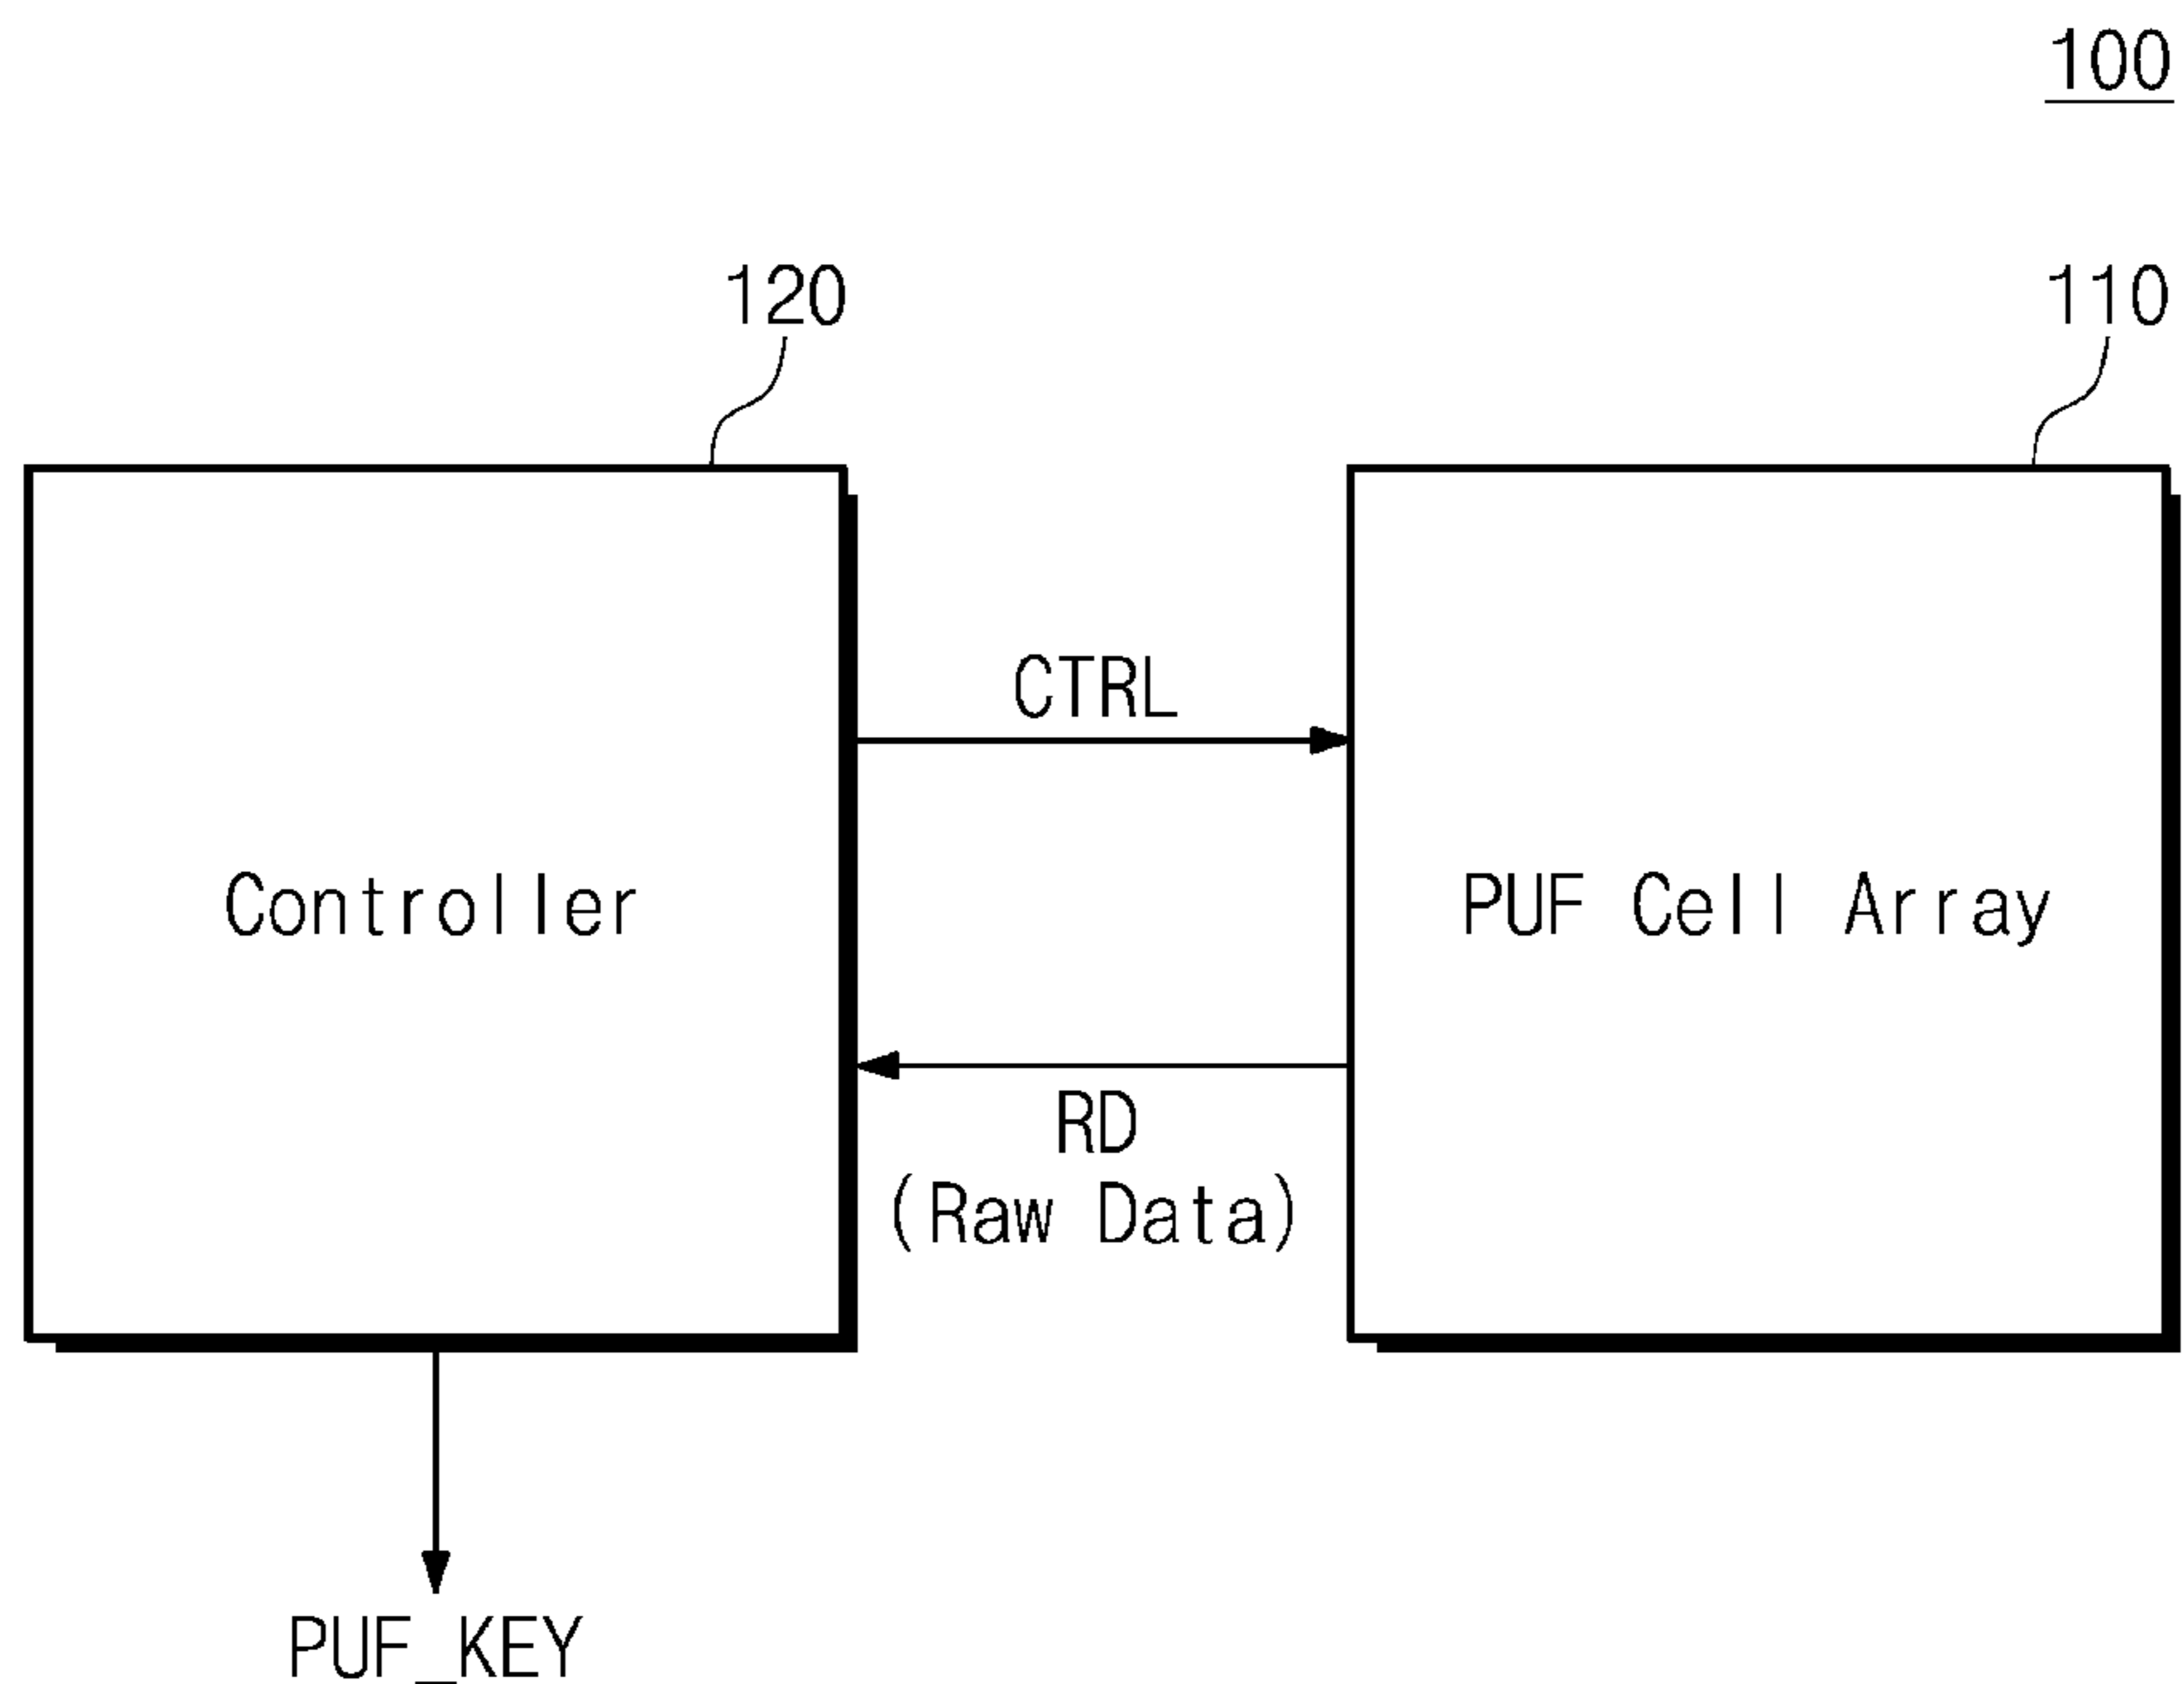 100
120
110
CTRL
Controller
PUF Cell Array
RD
(Raw Data)
PUF_KEY